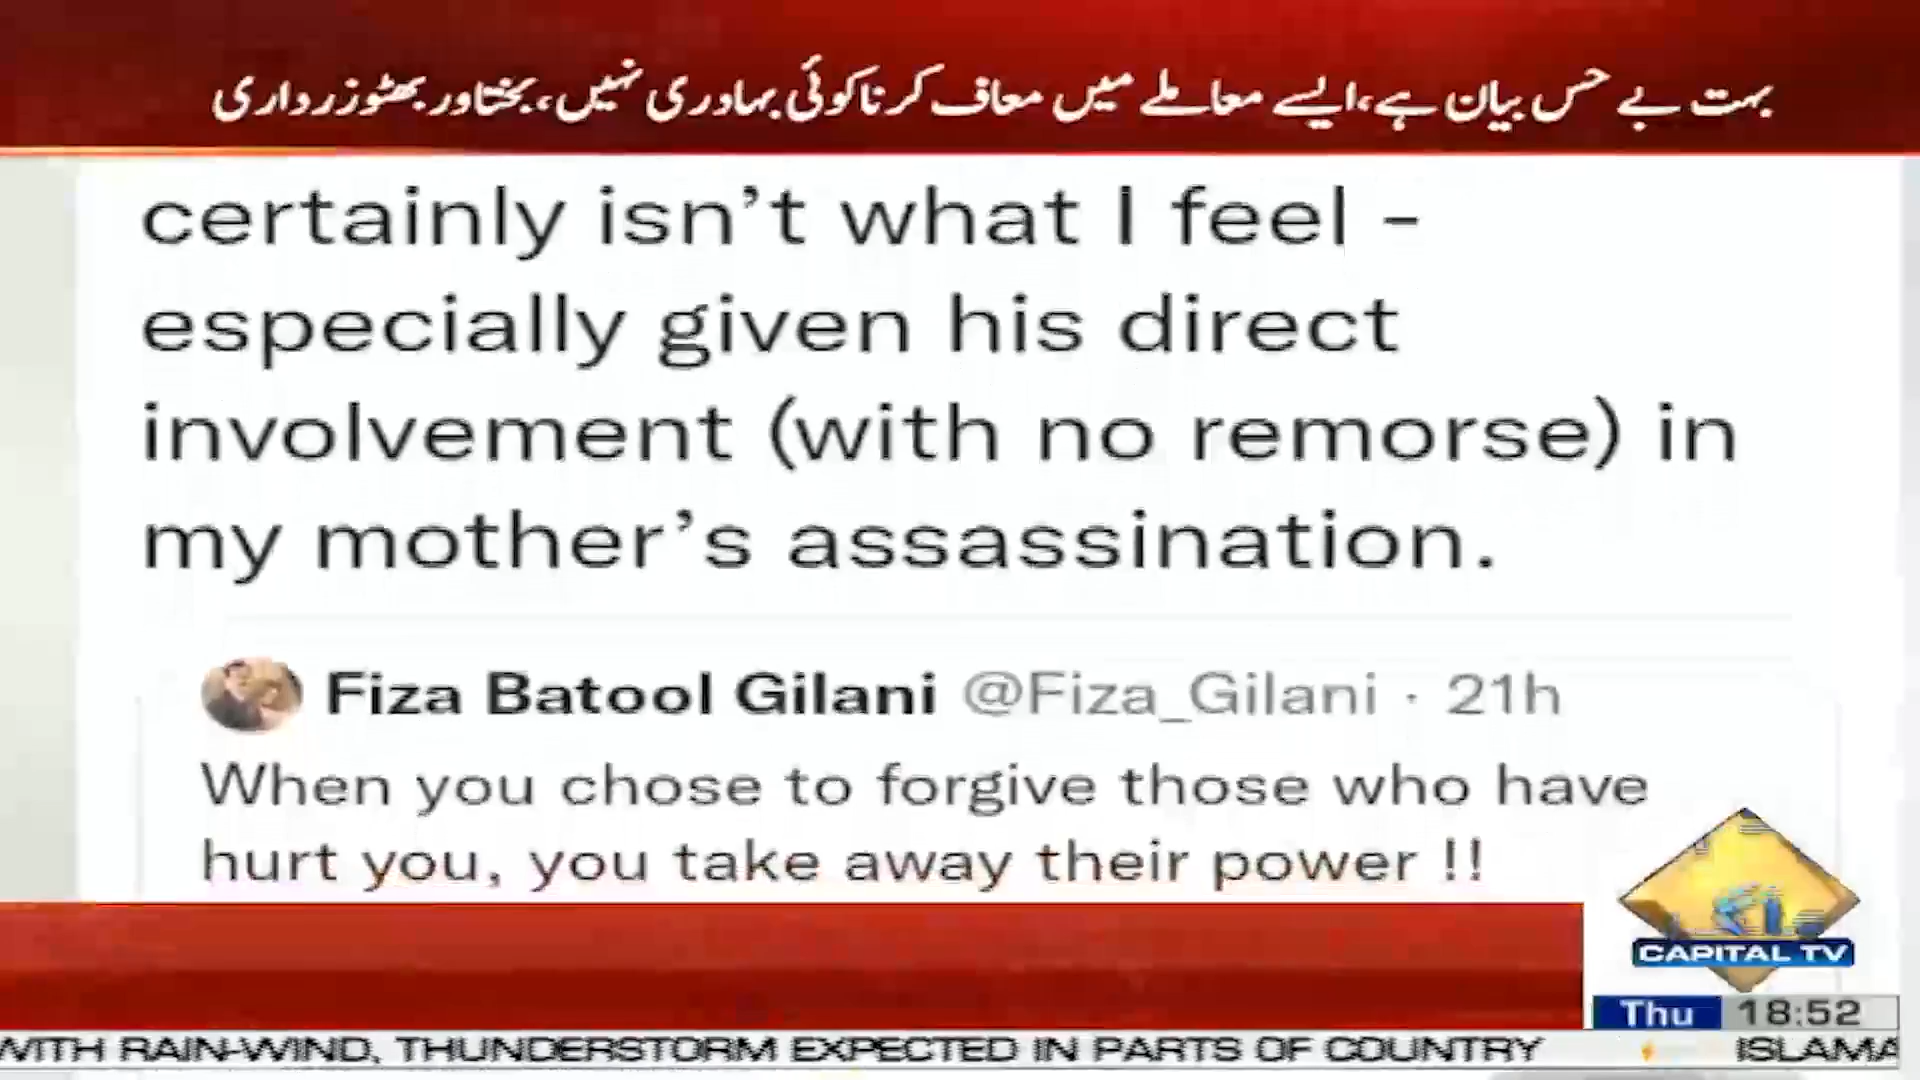 بہت بے حس بیان ہے،ایسے معاملے میں معاف کرنا کوئی بہادری نہیں،بختاور بھٹوزرداری
certainly isn’t what I feel -
especially given his direct
involvement (with no remorse) in
my mother’s assassination.
Fiza Batool Gilani @Fiza_Gilani · 21h
When you chose to forgive those who have
hurt you, you take away their power !!
CAPITAL TV
Thu 18:52
WITH RAIN-WIND, THUNDERSTORM EXPECTED IN PARTS OF COUNTRY ISLAMA